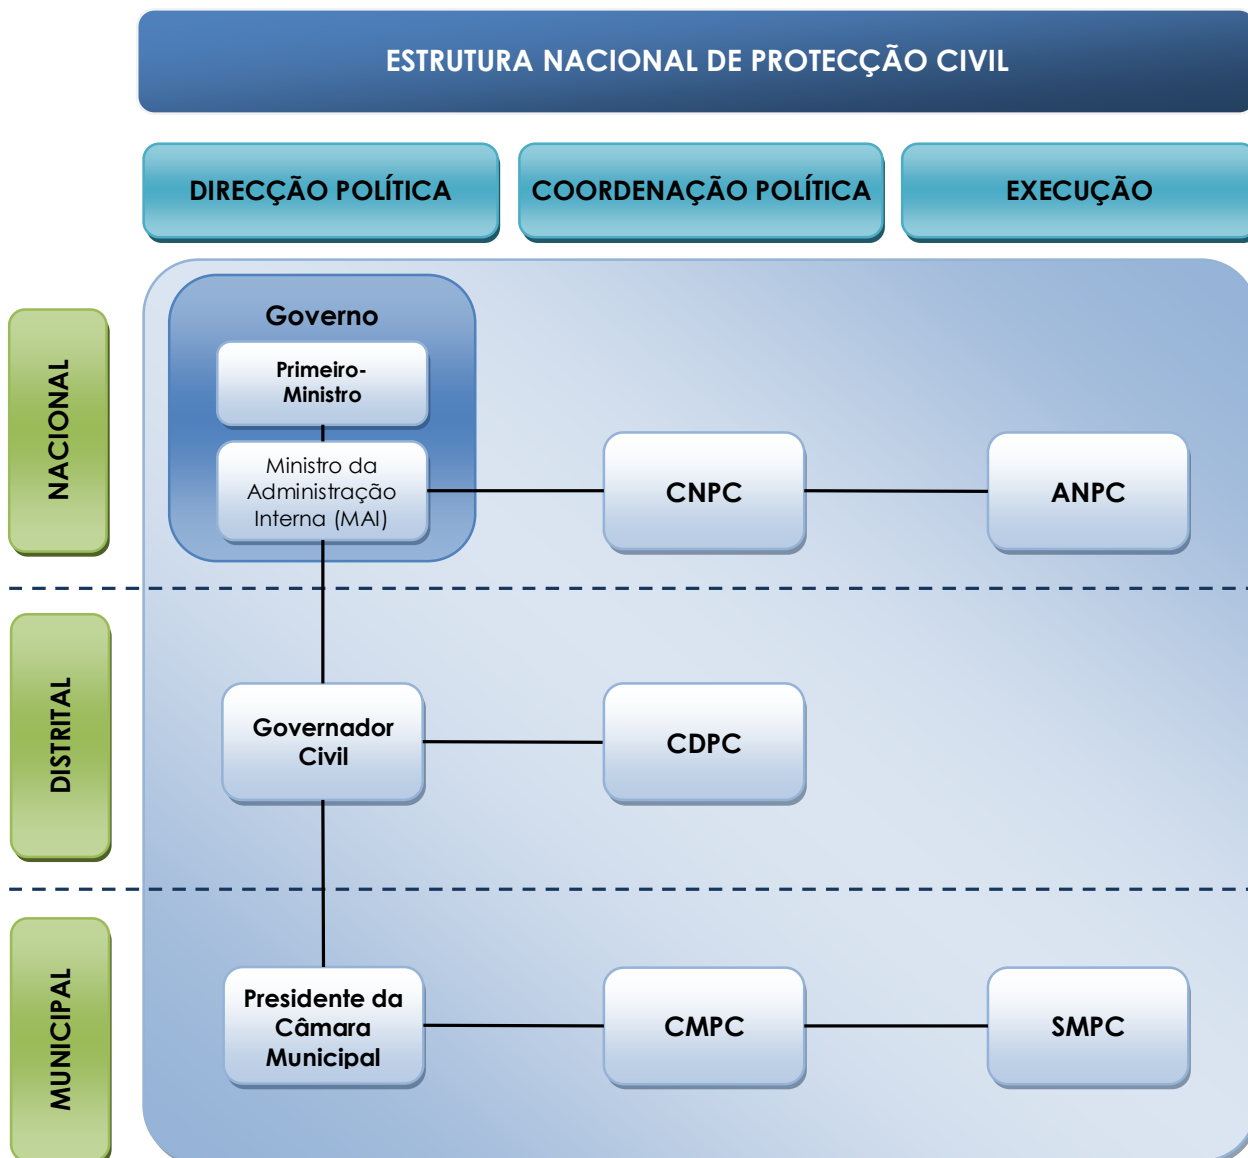 ESTRUTURA NACIONAL DE PROTECÇÃO CIVIL
DIRECÇÃO POLÍTICA
COORDENAÇÃO POLÍTICA
EXECUÇÃO
NACIONAL
Governo
Primeiro-
Ministro
Ministro da
Administração
Interna (MAI)
CNPC
ANPC
DISTRITAL
Governador
Civil
CDPC
MUNICIPAL
Presidente da
Câmara
Municipal
CMPC
SMPC